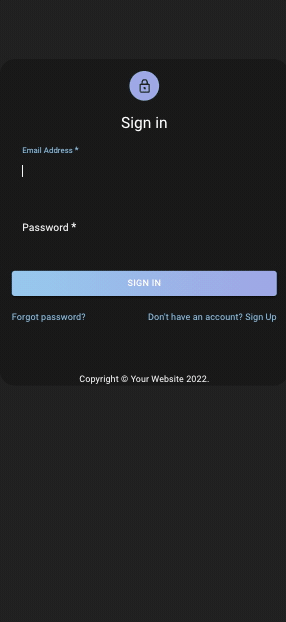 Sign in
Email Address *
Password *
SIGN IN
Forgot password?
Don't have an account? Sign Up
Copyright © Your Website 2022.